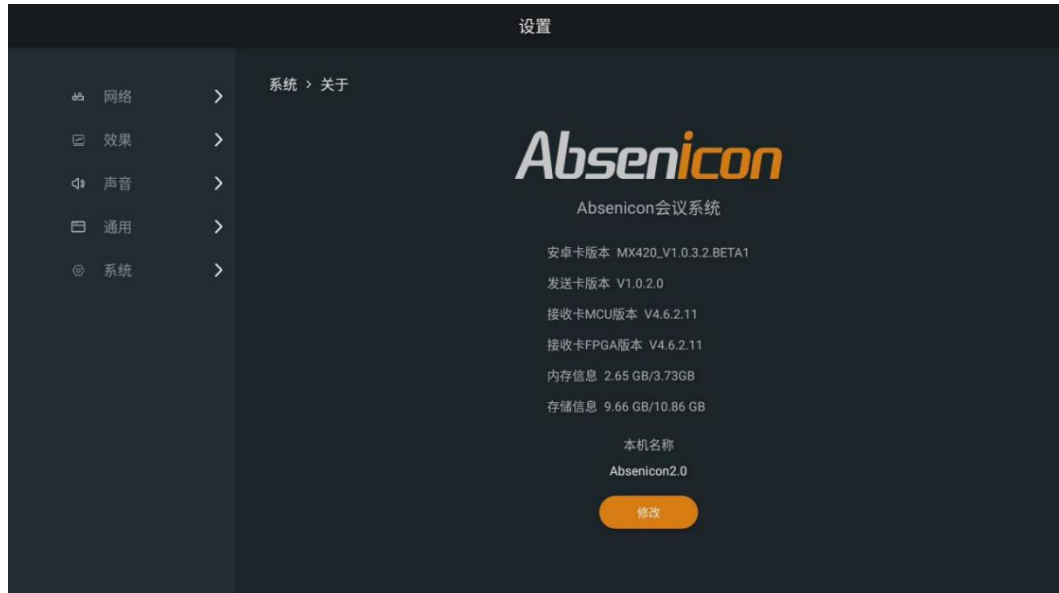 设置
网络
效果
声音
通用
系统
系统 > 关于
Absenicon
Absenicon会议系统
安卓卡版本 MX420_V1.0.3.2.BETA1
发送卡版本 V1.0.2.0
接收卡MCU版本 V4.6.2.11
接收卡FPGA版本 V4.6.2.11
内存信息 2.65 GB/3.73GB
存储信息 9.66 GB/10.86 GB
本机名称
Absenicon2.0
修改